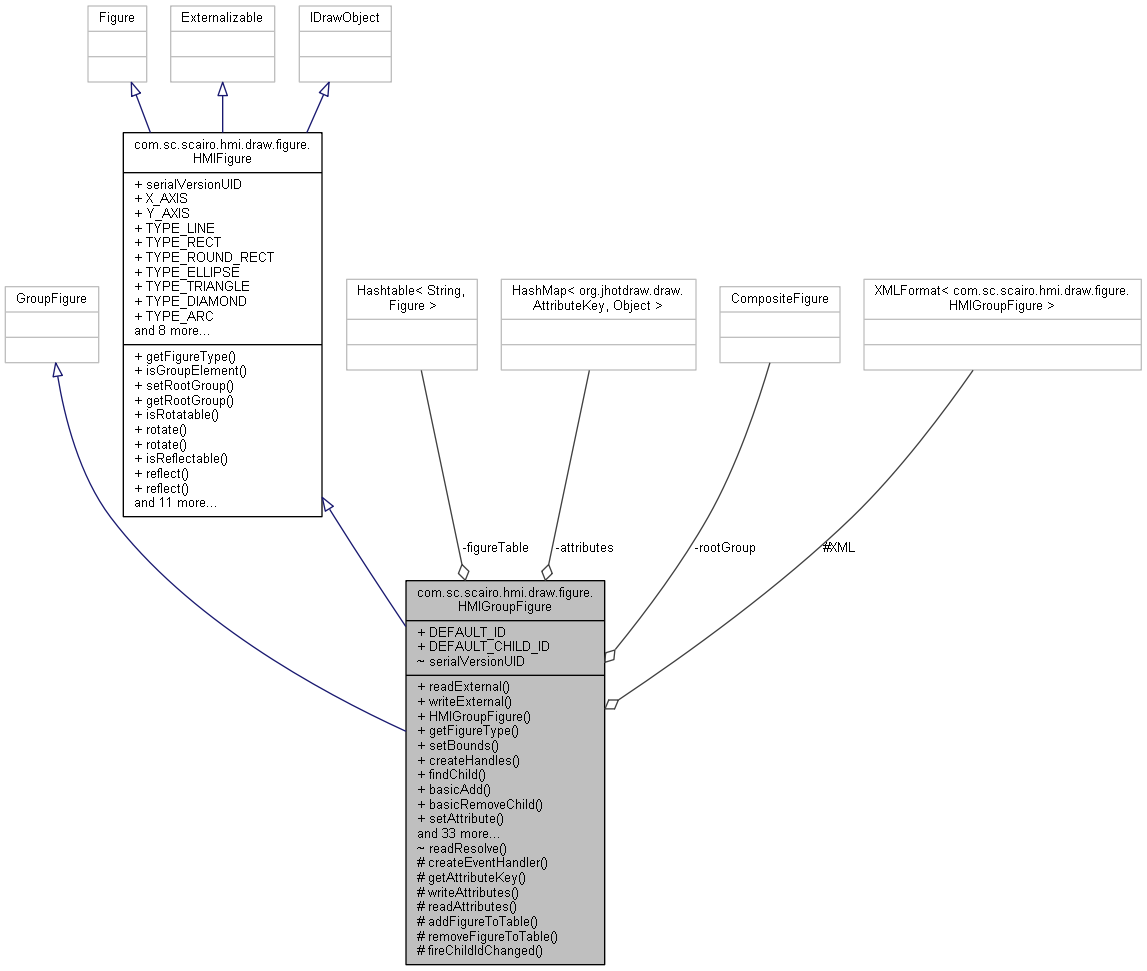 Figure
Externalizable
IDrawObject
com.sc.scairo.hmi.draw.figure.
HMIFigure
+ serialVersionUID
+ X_AXIS
+ Y_AXIS
+ TYPE_LINE
+ TYPE_RECT
+ TYPE_ROUND_RECT
+ TYPE_ELLIPSE
+ TYPE_TRIANGLE
+ TYPE_DIAMOND
+ TYPE_ARC
and 8 more...
+ getFigureType()
+ isGroupElement()
+ setRootGroup()
+ getRootGroup()
+ isRotatable()
+ rotate()
+ rotate()
+ isReflectable()
+ reflect()
+ reflect()
and 11 more...
GroupFigure
Hashtable< String,
Figure >
HashMap< org.jhotdraw.draw.
AttributeKey, Object >
CompositeFigure
XMLFormat< com.sc.scairo.hmi.draw.figure.
HMIGroupFigure >
-figureTable
-attributes
-rootGroup
#XML
com.sc.scairo.hmi.draw.figure.
HMIGroupFigure
+ DEFAULT_ID
+ DEFAULT_CHILD_ID
~ serialVersionUID
+ readExternal()
+ writeExternal()
+ HMIGroupFigure()
+ getFigureType()
+ setBounds()
+ createHandles()
+ findChild()
+ basicAdd()
+ basicRemoveChild()
+ setAttribute()
and 33 more...
~ readResolve()
# createEventHandler()
# getAttributeKey()
# writeAttributes()
# readAttributes()
# addFigureToTable()
# removeFigureToTable()
# fireChildIdChanged()